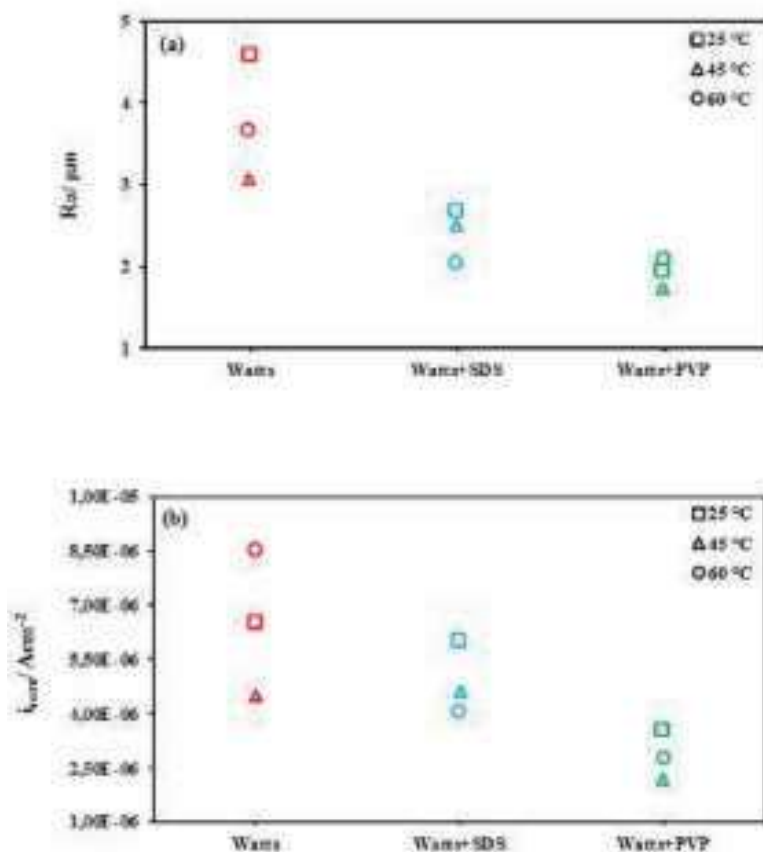 5
(a)
25 °C
45 °C
60 °C
4
3
Ra/ μm
2
1
Watts
Watts+SDS
Watts+PVP
1,00E-05
(b)
25 °C
45 °C
60 °C
8,50E-06
7,00E-06
5,50E-06
icorr/ Acm-2
4,00E-06
2,50E-06
1,00E-06
Watts
Watts+SDS
Watts+PVP